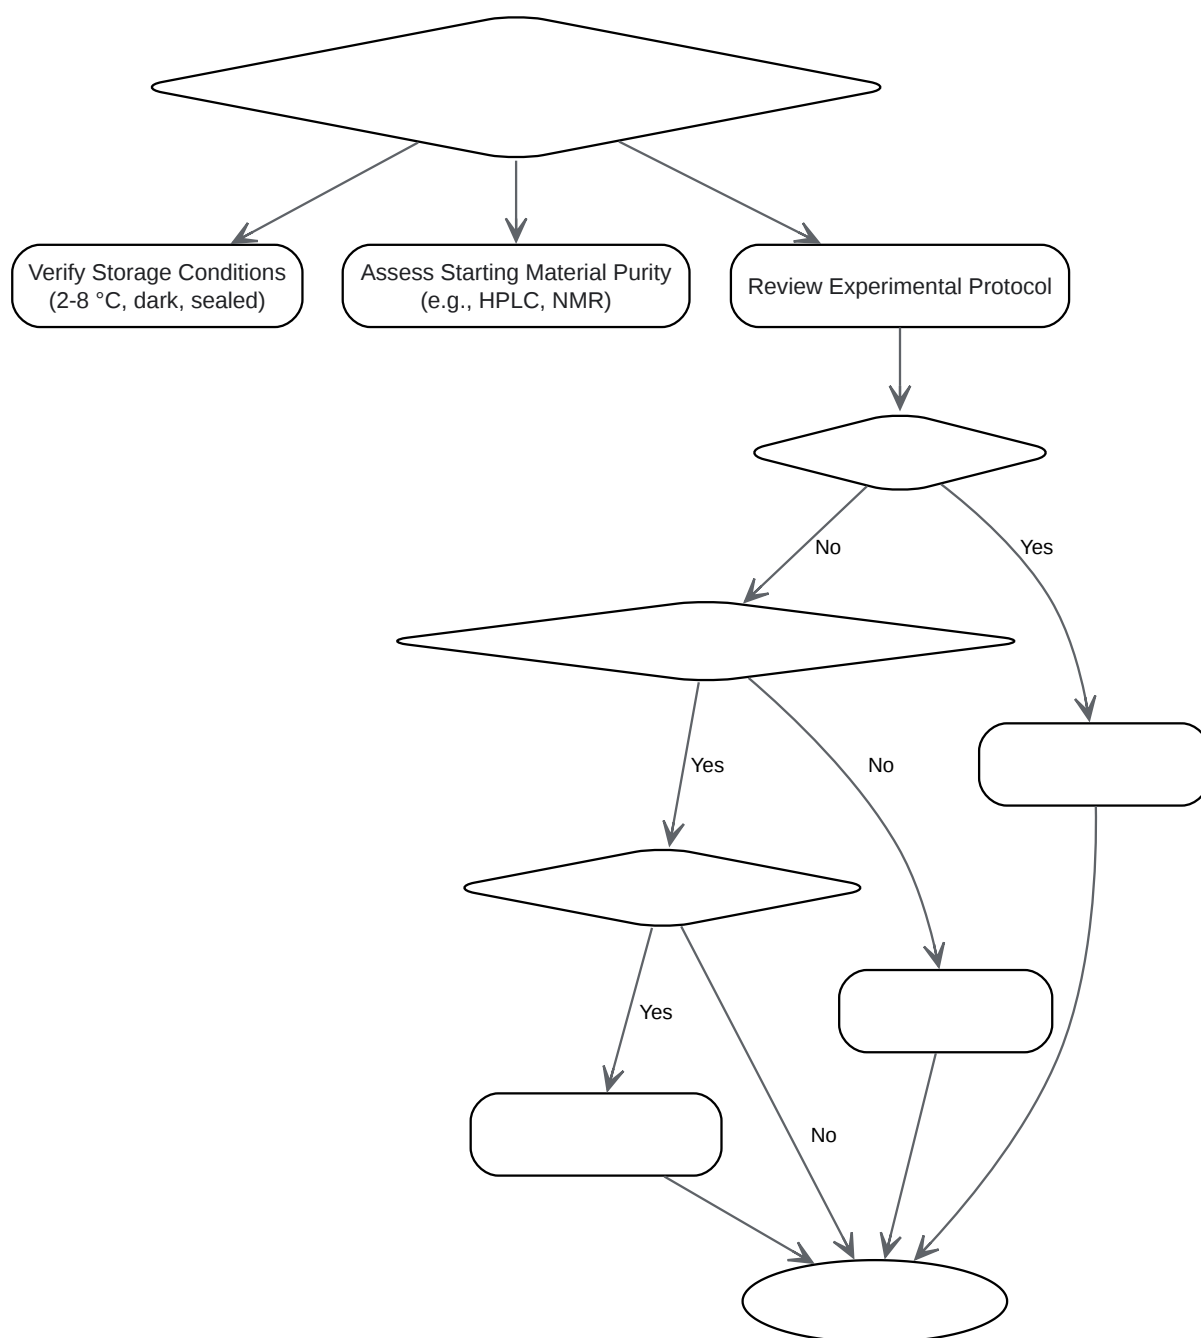 Verify Storage Conditions
(2-8 °C, dark, sealed)
Assess Starting Material Purity
(e.g., HPLC, NMR)
Review Experimental Protocol
No
Yes
Yes
No
Yes
No